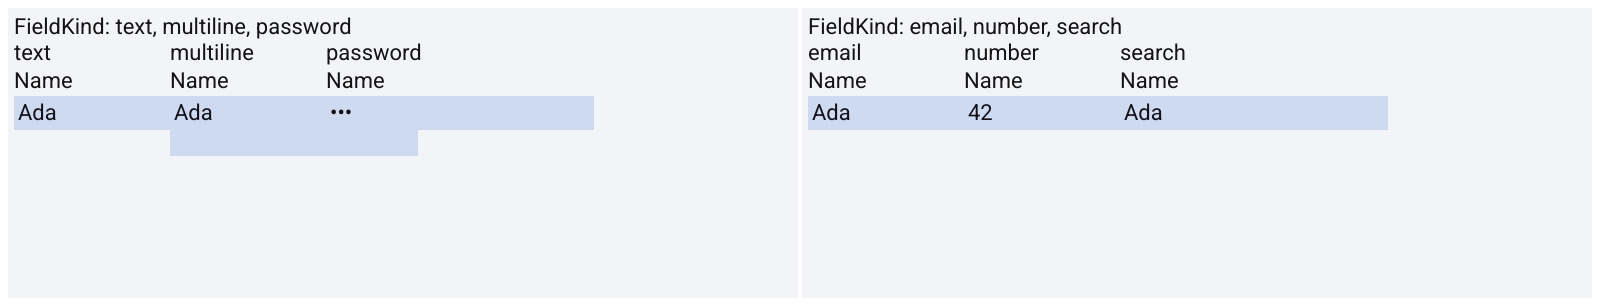 FieldKind: text, multiline, password
text multiline password
Name Name Name
Ada Ada •••
FieldKind: email, number, search
email number search
Name Name Name
Ada 42 Ada